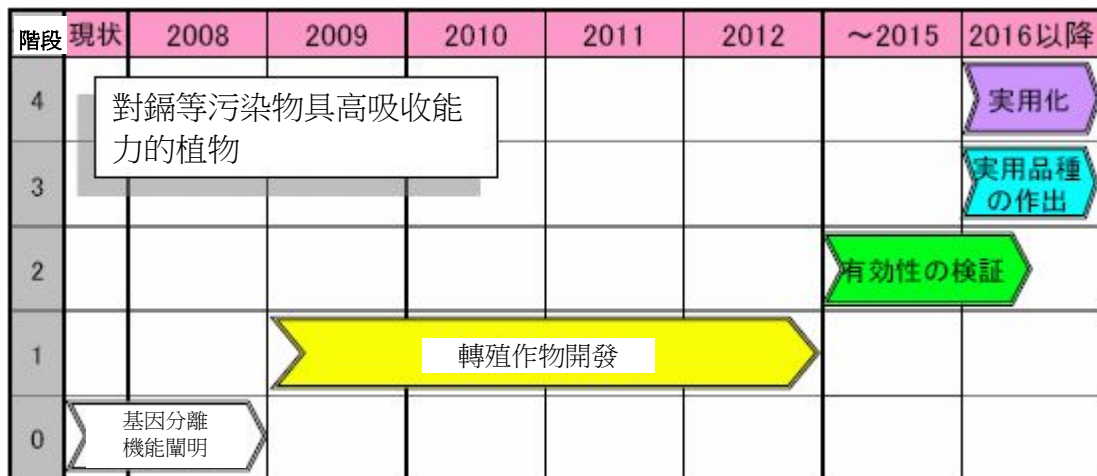 階段 現状 2008 2009 2010 2011 2012 ～2015 2016以降
對鎘等污染物具高吸收能
力的植物
4 実用化
3 実用品種
の作出
2 有効性の検証
1 轉殖作物開發
0 基因分離
機能闡明